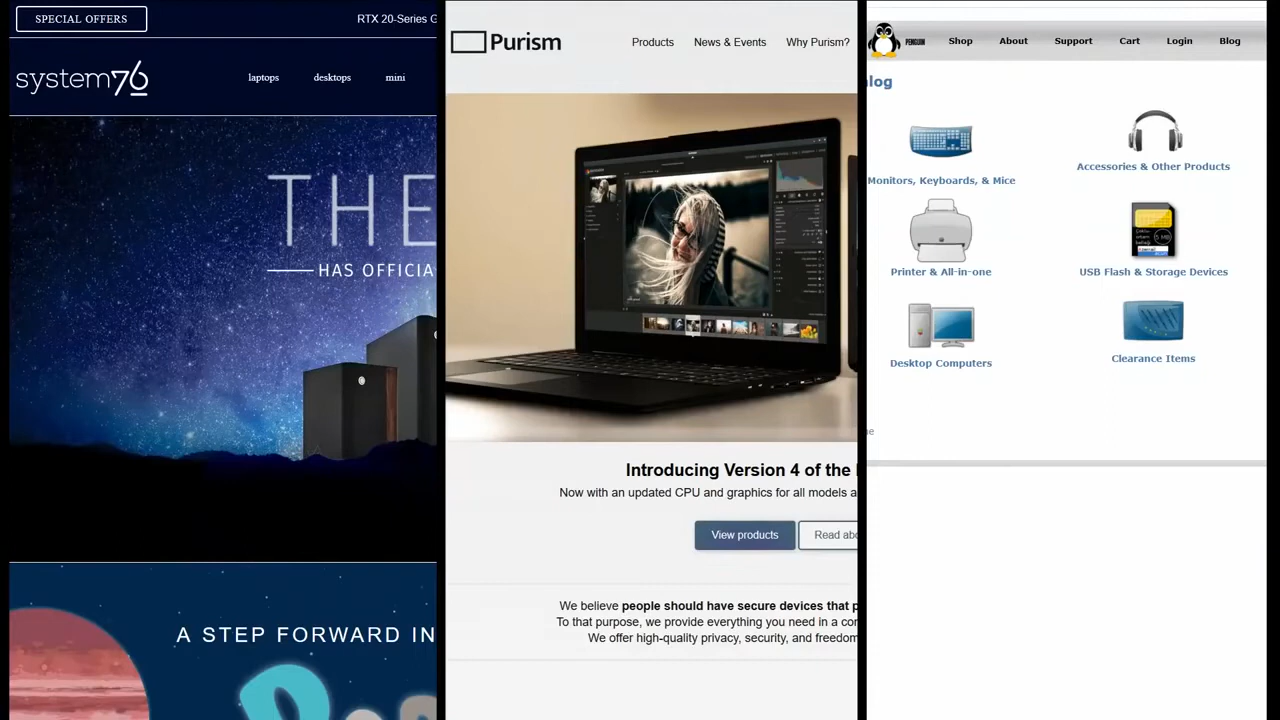 SPECIAL OFFERS
RTX 20-Series G
system76
laptops
desktops
mini
THE
HAS OFFICIA
A STEP FORWARD IN
Purism
Products
News & Events
Why Purism?
Introducing Version 4 of the
Now with an updated CPU and graphics for all models a
View products
Read abo
We believe people should have secure devices that p
To that purpose, we provide everything you need in a co
We offer high-quality privacy, security, and freedom
PENGUIN
Shop
About
Support
Cart
Login
Blog
alog
Monitors, Keyboards, & Mice
Accessories & Other Products
Printer & All-in-one
USB Flash & Storage Devices
Desktop Computers
Clearance Items